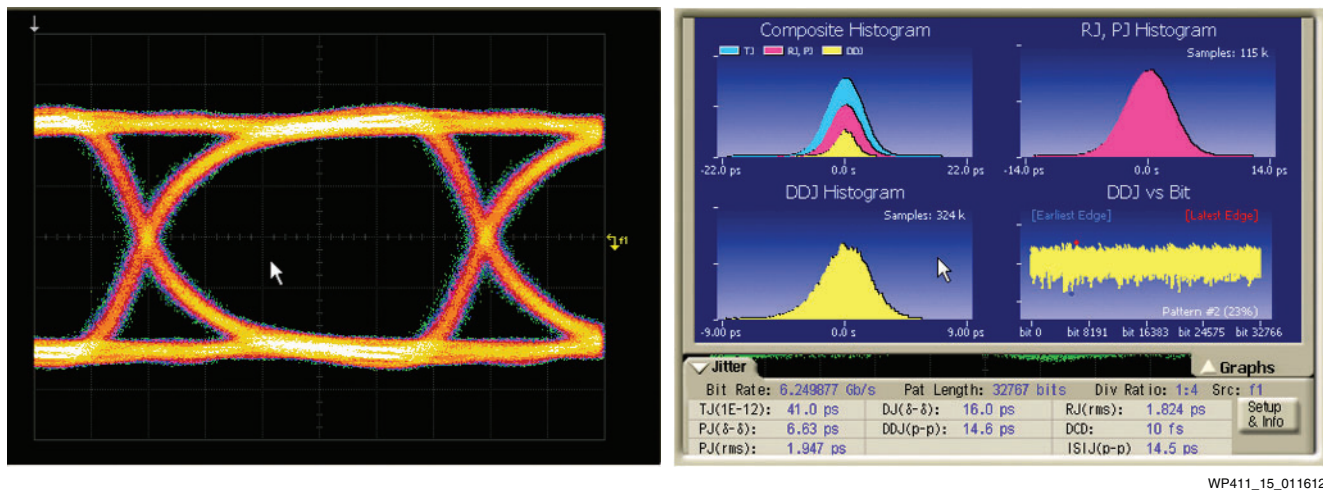 f1
Composite Histogram
TJ RJ, PJ DDJ
-22.0 ps 0.0 s 22.0 ps
RJ, PJ Histogram
Samples: 115 k
-14.0 ps 0.0 s 14.0 ps
DDJ Histogram
Samples: 324 k
-9.00 ps 0.0 s 9.00 ps
DDJ vs Bit
[Earliest Edge] [Latest Edge]
Pattern #2 (23%)
bit 0 bit 8191 bit 16383 bit 24575 bit 32766
Jitter Graphs
Bit Rate: 6.249877 Gb/s Pat Length: 32767 bits Div Ratio: 1:4 Src: f1
TJ(1E-12): 41.0 ps DJ(δ-δ): 16.0 ps RJ(rms): 1.824 ps
PJ(δ-δ): 6.63 ps DDJ(p-p): 14.6 ps DCD: 10 fs
PJ(rms): 1.947 ps ISIJ(p-p) 14.5 ps
Setup
& Info
WP411_15_011612